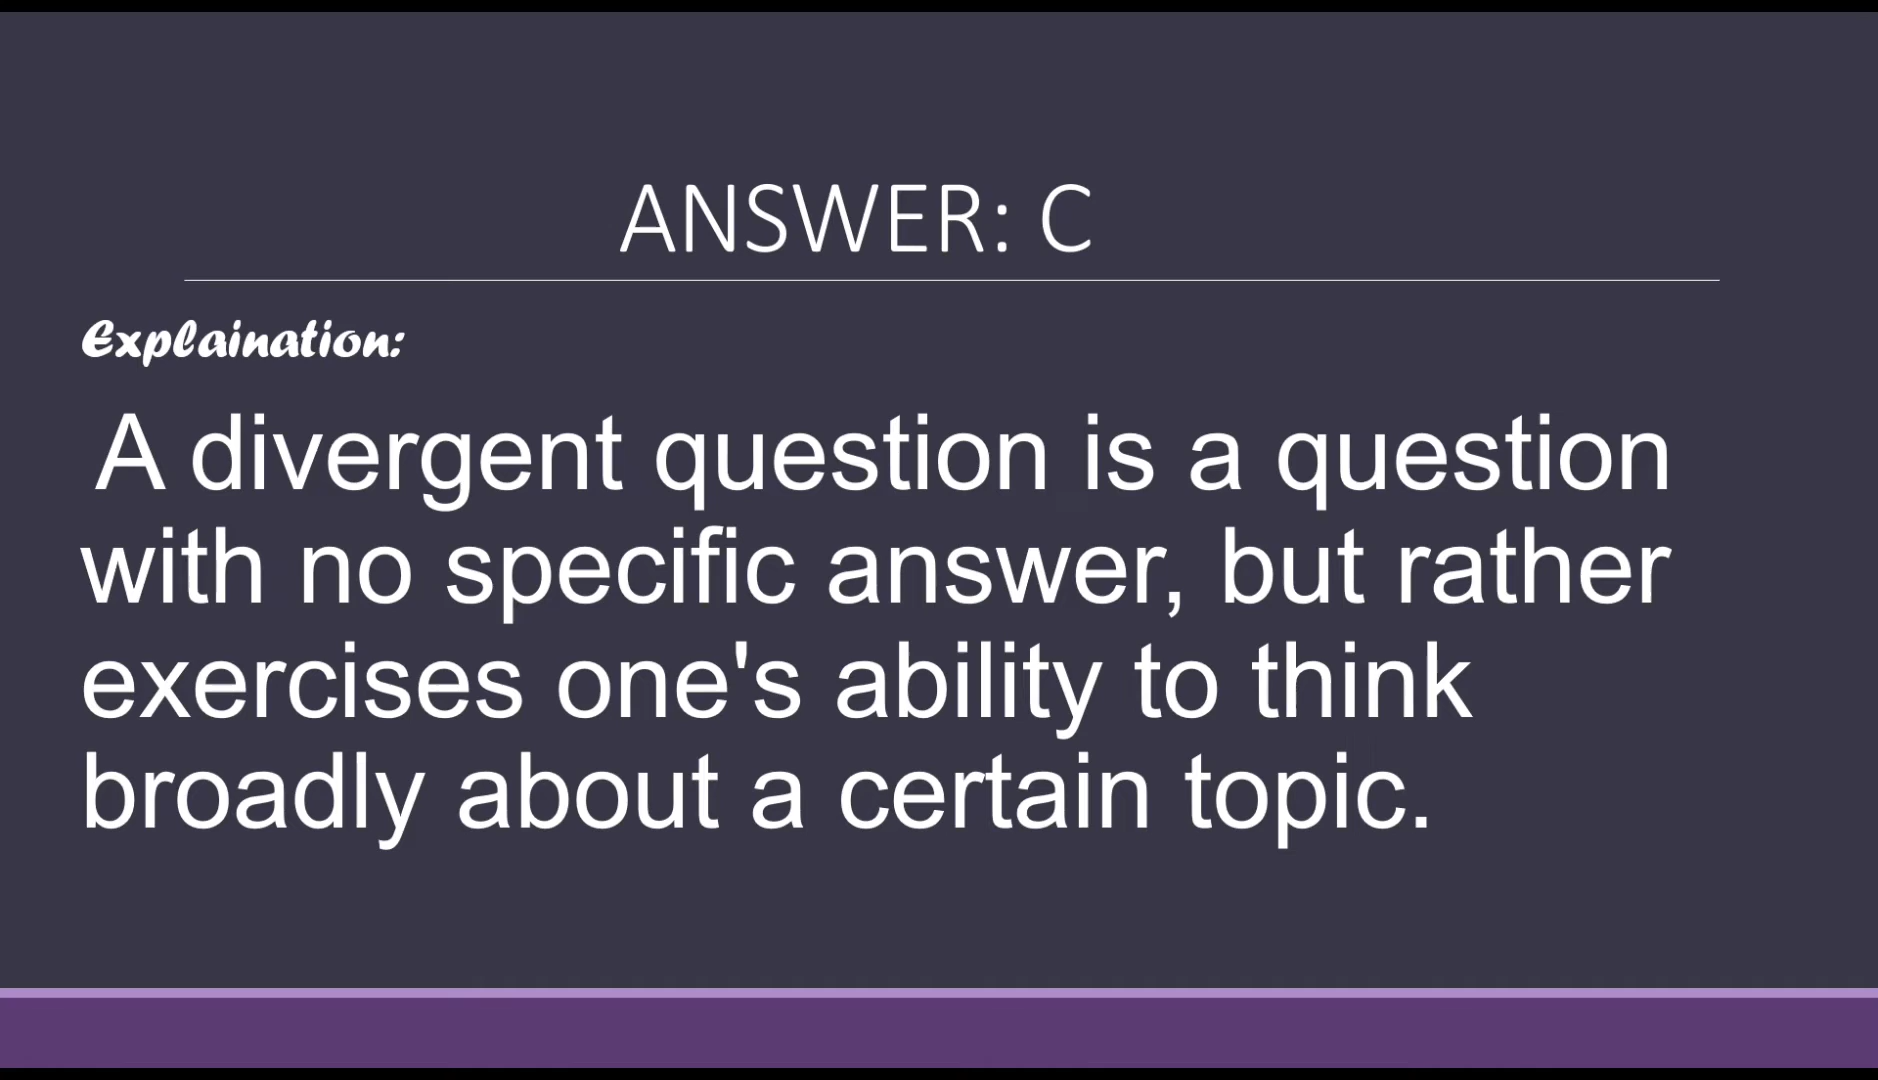 ANSWER: C
Explaination:
A divergent question is a question
with no specific answer, but rather
exercises one's ability to think
broadly about a certain topic.